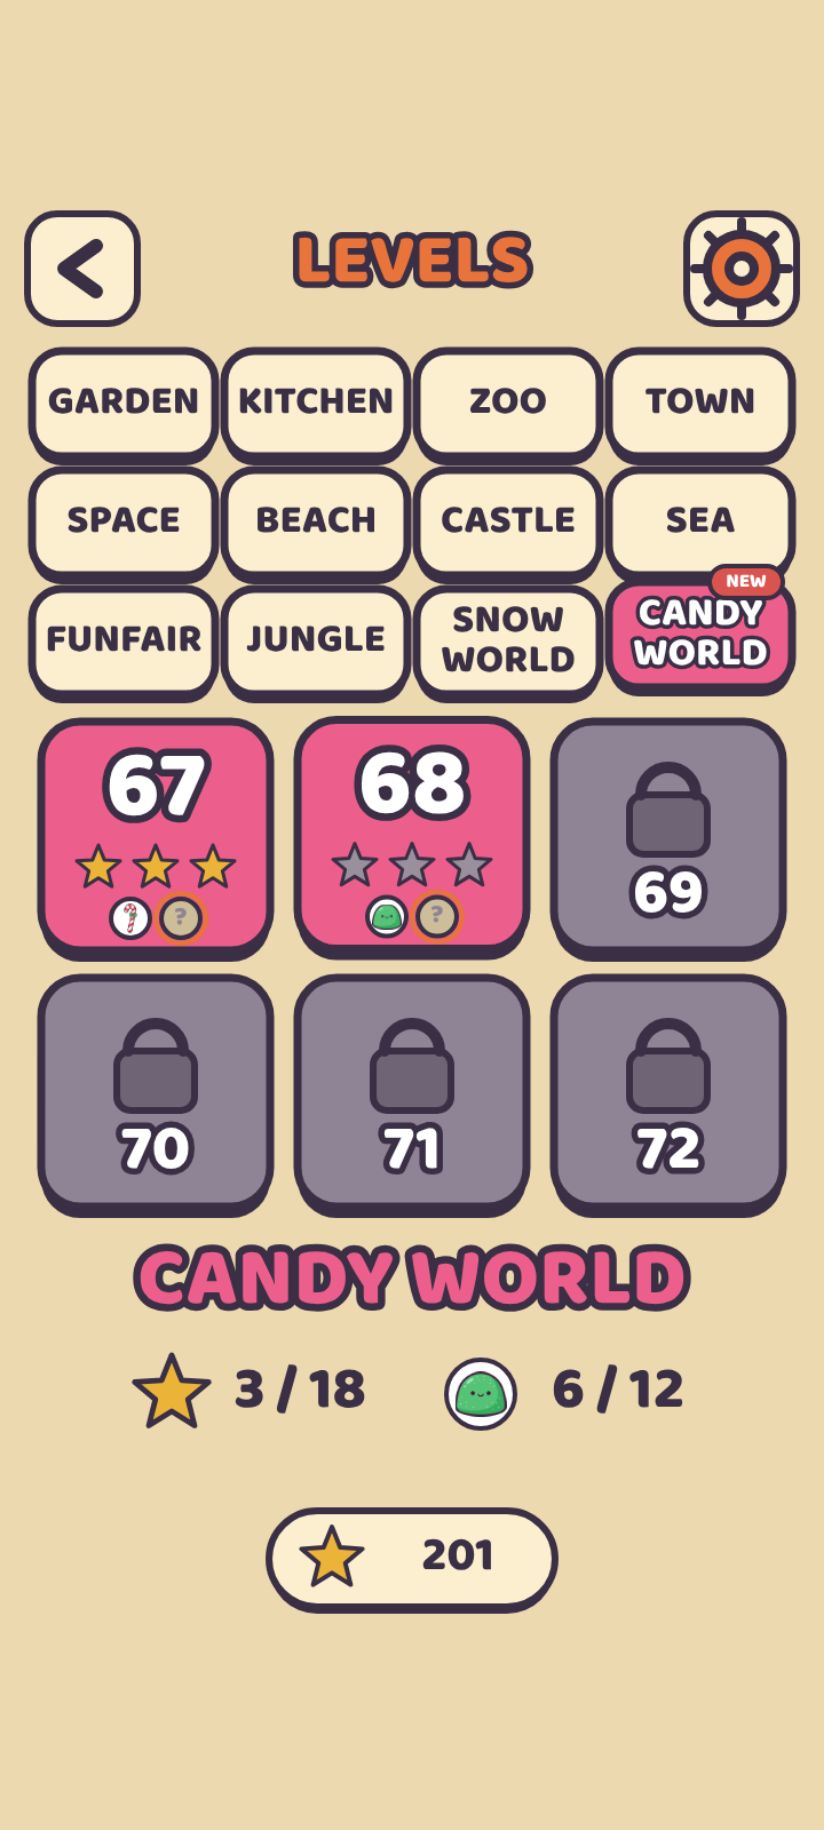 LEVELS
GARDEN
KITCHEN
ZOO
TOWN
SPACE
BEACH
CASTLE
SEA
NEW
FUNFAIR
JUNGLE
SNOW
WORLD
CANDY
WORLD
67
68
69
?
?
70
71
72
CANDY WORLD
3 / 18
6 / 12
201